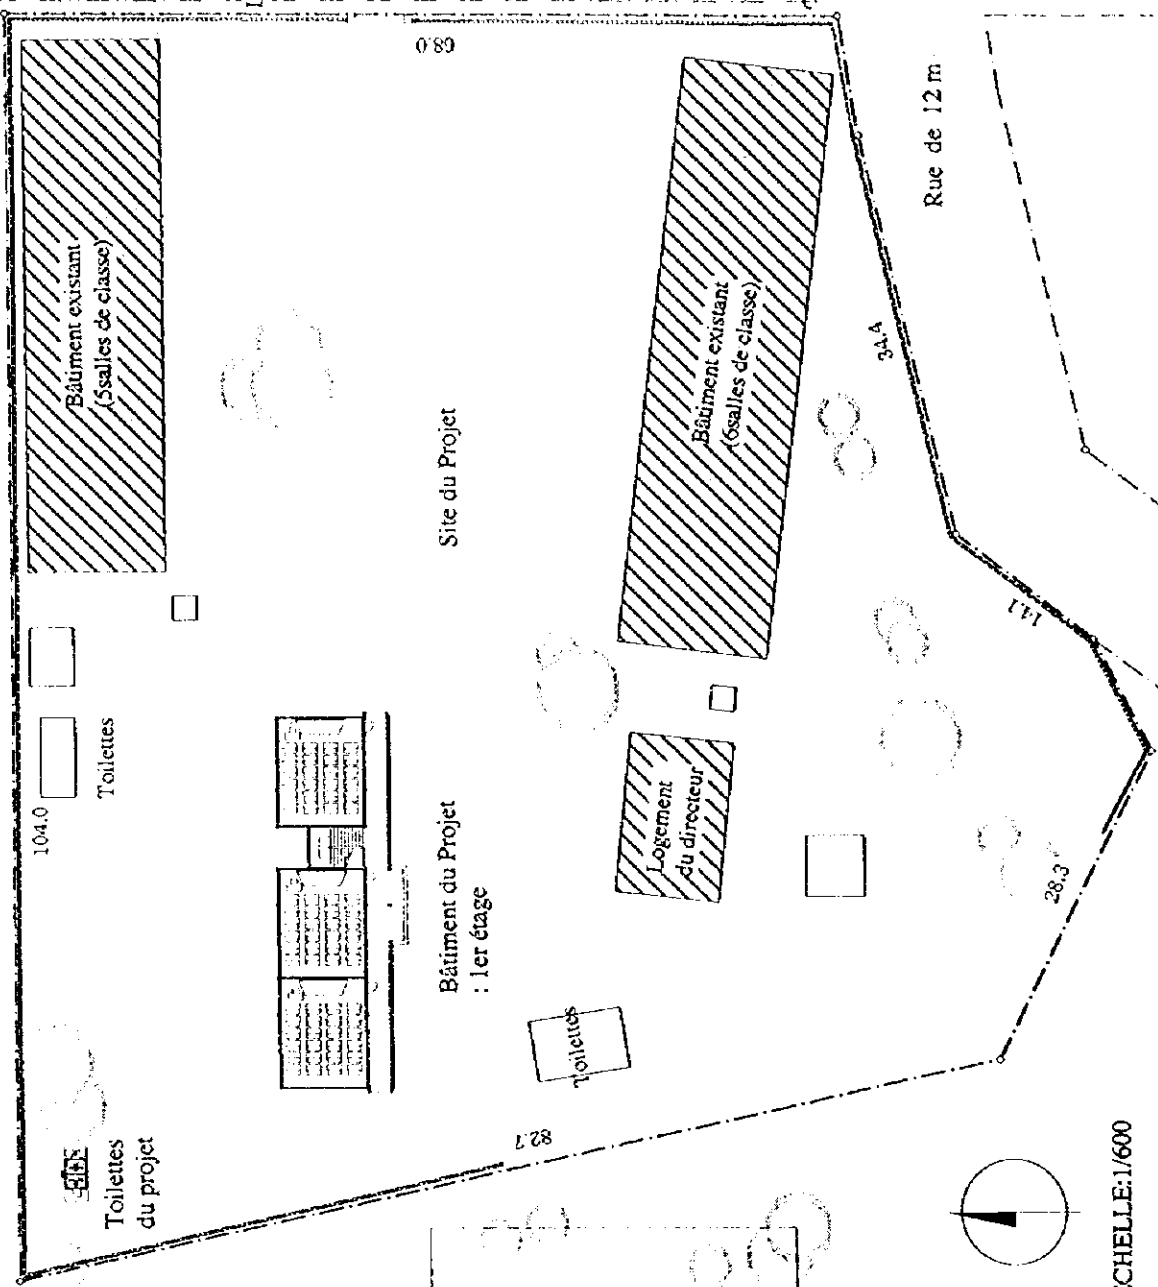 68.0
Rue de 12 m
Bâtiment existant
(5salles de classe)
Bâtiment existant
(6salles de classe)
34.4
Site du Projet
14.1
Toilettes
104.0
Logement
du directeur
Bâtiment du Projet
: 1er étage
28.3
Toilettes
82.7
Toilettes
du projet
CHELLE:1/600